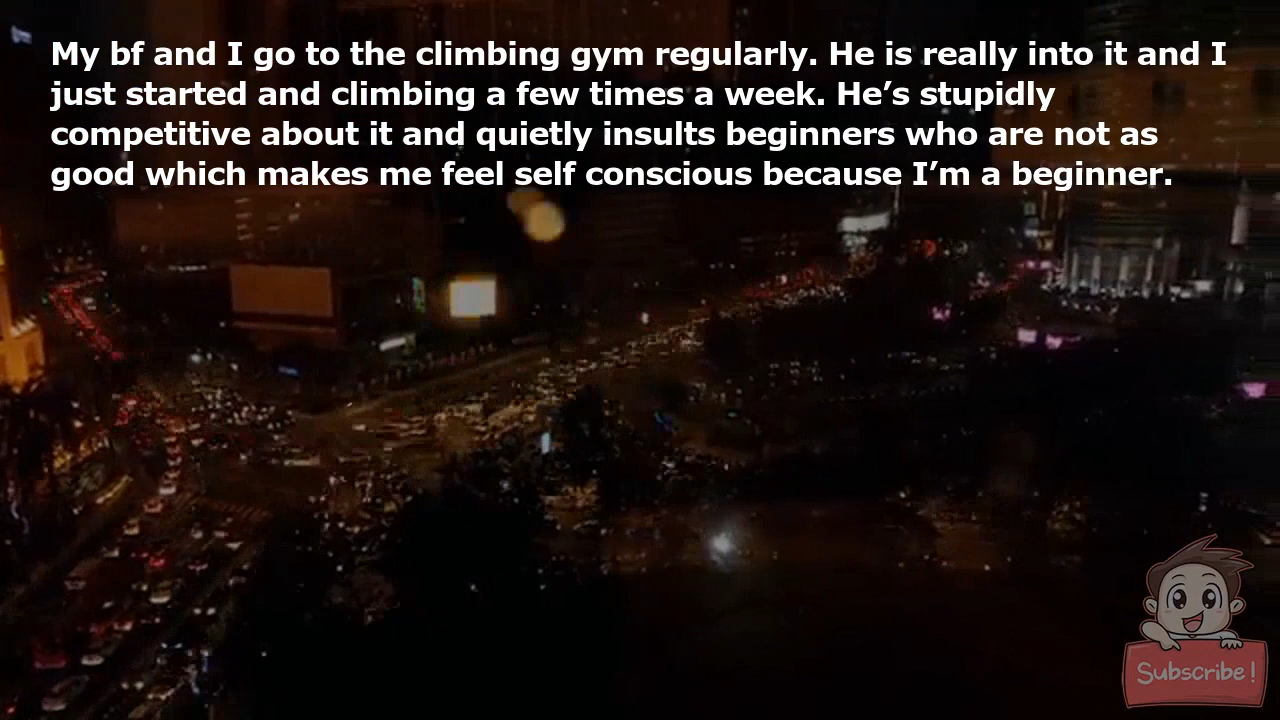 My bf and I go to the climbing gym regularly. He is really into it and I
just started and climbing a few times a week. He’s stupidly
competitive about it and quietly insults beginners who are not as
good which makes me feel self conscious because I’m a beginner.
Subscribe!